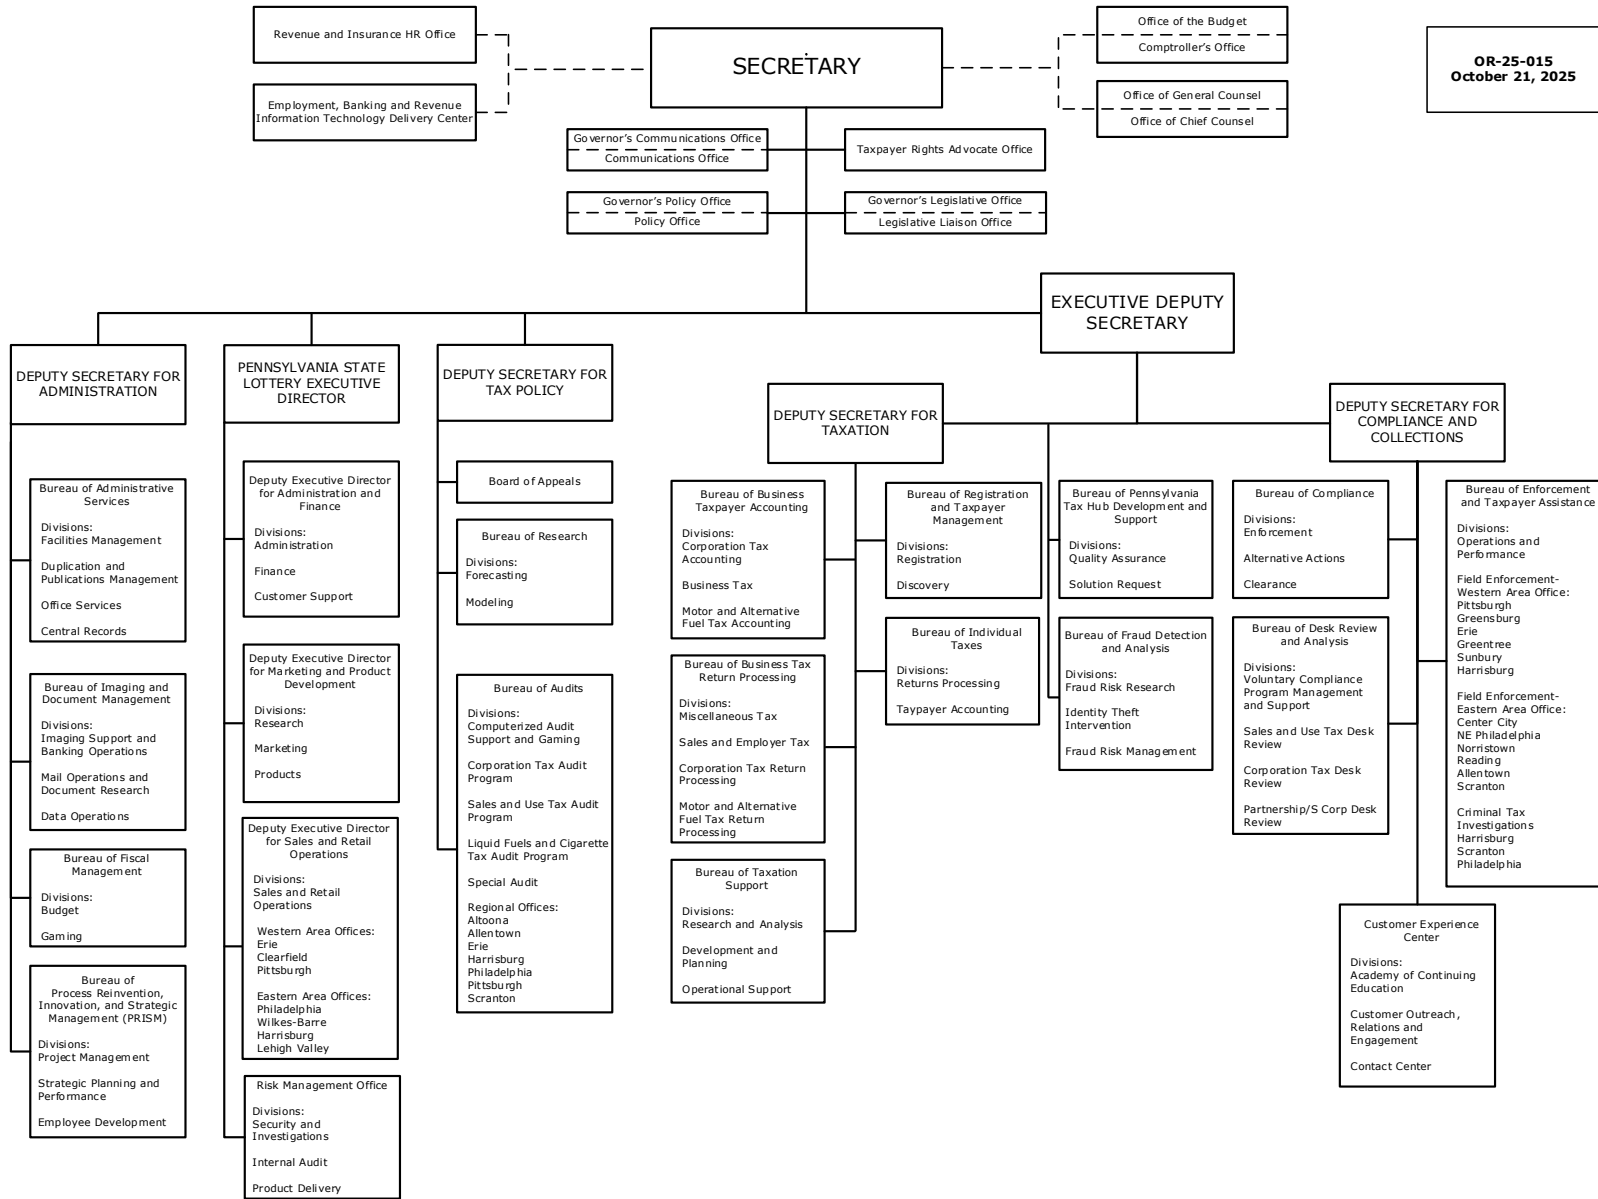 Revenue and Insurance HR Office
Employment, Banking and Revenue
Information Technology Delivery Center
SECRETARY
Office of the Budget
Comptroller's Office
Office of General Counsel
Office of Chief Counsel
OR-25-015
October 21, 2025
Governor's Communications Office
Communications Office
Taxpayer Rights Advocate Office
Governor's Policy Office
Policy Office
Governor's Legislative Office
Legislative Liaison Office
EXECUTIVE DEPUTY
SECRETARY
DEPUTY SECRETARY FOR
ADMINISTRATION
PENNSYLVANIA STATE
LOTTERY EXECUTIVE
DIRECTOR
DEPUTY SECRETARY FOR
TAX POLICY
DEPUTY SECRETARY FOR
TAXATION
DEPUTY SECRETARY FOR
COMPLIANCE AND
COLLECTIONS
Bureau of Administrative
Services
Divisions:
Facilities Management
Duplication and
Publications Management
Office Services
Central Records
Bureau of Imaging and
Document Management
Divisions:
Imaging Support and
Banking Operations
Mail Operations and
Document Research
Data Operations
Bureau of Fiscal
Management
Divisions:
Budget
Gaming
Bureau of
Process Reinvention,
Innovation, and Strategic
Management (PRISM)
Divisions:
Project Management
Strategic Planning and
Performance
Employee Development
Deputy Executive Director
for Administration and
Finance
Divisions:
Administration
Finance
Customer Support
Deputy Executive Director
for Marketing and Product
Development
Divisions:
Research
Marketing
Products
Deputy Executive Director
for Sales and Retail
Operations
Divisions:
Sales and Retail
Operations
Western Area Offices:
Erie
Clearfield
Pittsburgh
Eastern Area Offices:
Philadelphia
Wilkes-Barre
Harrisburg
Lehigh Valley
Risk Management Office
Divisions:
Security and
Investigations
Internal Audit
Product Delivery
Board of Appeals
Bureau of Research
Divisions:
Forecasting
Modeling
Bureau of Audits
Divisions:
Computerized Audit
Support and Gaming
Corporation Tax Audit
Program
Sales and Use Tax Audit
Program
Liquid Fuels and Cigarette
Tax Audit Program
Special Audit
Regional Offices:
Altoona
Allentown
Erie
Harrisburg
Philadelphia
Pittsburgh
Scranton
Bureau of Business
Taxpayer Accounting
Divisions:
Corporation Tax
Accounting
Business Tax
Motor and Alternative
Fuel Tax Accounting
Bureau of Business Tax
Return Processing
Divisions:
Miscellaneous Tax
Sales and Employer Tax
Corporation Tax Return
Processing
Motor and Alternative
Fuel Tax Return
Processing
Bureau of Taxation
Support
Divisions:
Research and Analysis
Development and
Planning
Operational Support
Bureau of Registration
and Taxpayer
Management
Divisions:
Registration
Discovery
Bureau of Individual
Taxes
Divisions:
Returns Processing
Taypayer Accounting
Bureau of Pennsylvania
Tax Hub Development and
Support
Divisions:
Quality Assurance
Solution Request
Bureau of Fraud Detection
and Analysis
Divisions:
Fraud Risk Research
Identity Theft
Intervention
Fraud Risk Management
Bureau of Compliance
Divisions:
Enforcement
Alternative Actions
Clearance
Bureau of Desk Review
and Analysis
Divisions:
Voluntary Compliance
Program Management
and Support
Sales and Use Tax Desk
Review
Corporation Tax Desk
Review
Partnership/S Corp Desk
Review
Bureau of Enforcement
and Taxpayer Assistance
Divisions:
Operations and
Performance
Field Enforcement-
Western Area Office:
Pittsburgh
Greensburg
Erie
Greentree
Sunbury
Harrisburg
Field Enforcement-
Eastern Area Office:
Center City
NE Philadelphia
Norristown
Reading
Allentown
Scranton
Criminal Tax
Investigations
Harrisburg
Scranton
Philadelphia
Customer Experience
Center
Divisions:
Academy of Continuing
Education
Customer Outreach,
Relations and
Engagement
Contact Center